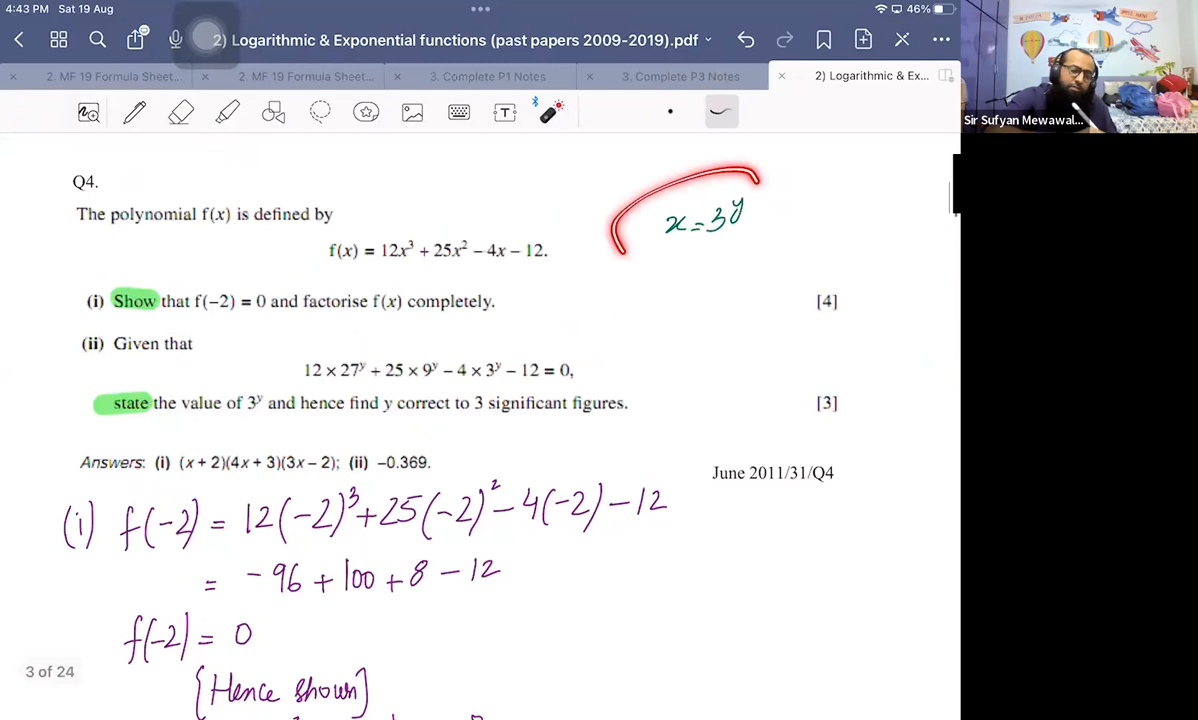 4:43 PM Sat 19 Aug
46%
2) Logarithmic & Exponential functions (past papers 2009-2019).pdf
2. MF 19 Formula Sheet...
2. MF 19 Formula Sheet...
3. Complete P1 Notes
3. Complete P3 Notes
2) Logarithmic & Ex...
Sir Sufyan Mewawal...
Q4.
The polynomial f(x) is defined by
x = 3^y
f(x) = 12x³ + 25x² − 4x − 12.
(i) Show that f(−2) = 0 and factorise f(x) completely. [4]
(ii) Given that
12 × 27^y + 25 × 9^y − 4 × 3^y − 12 = 0,
state the value of 3^y and hence find y correct to 3 significant figures. [3]
Answers: (i) (x + 2)(4x + 3)(3x – 2); (ii) –0.369.
June 2011/31/Q4
(i) f(-2) = 12(-2)³+25(-2)²-4(-2)-12
= -96 + 100 + 8 - 12
f(-2) = 0
[Hence shown]
3 of 24